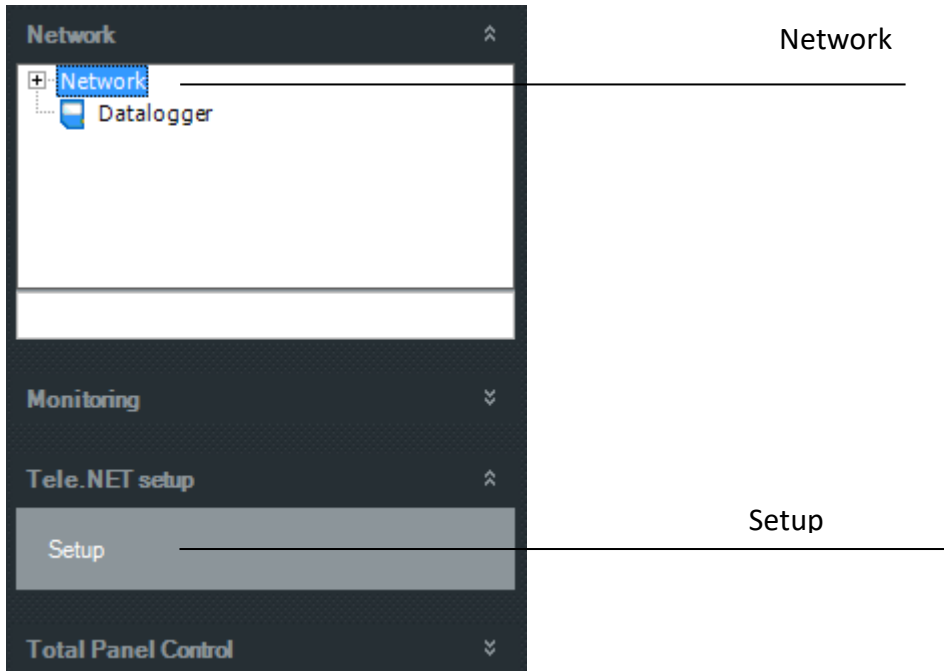 Network
Network
Network
Datalogger
Monitoring
Tele.NET setup
Setup
Setup
Total Panel Control